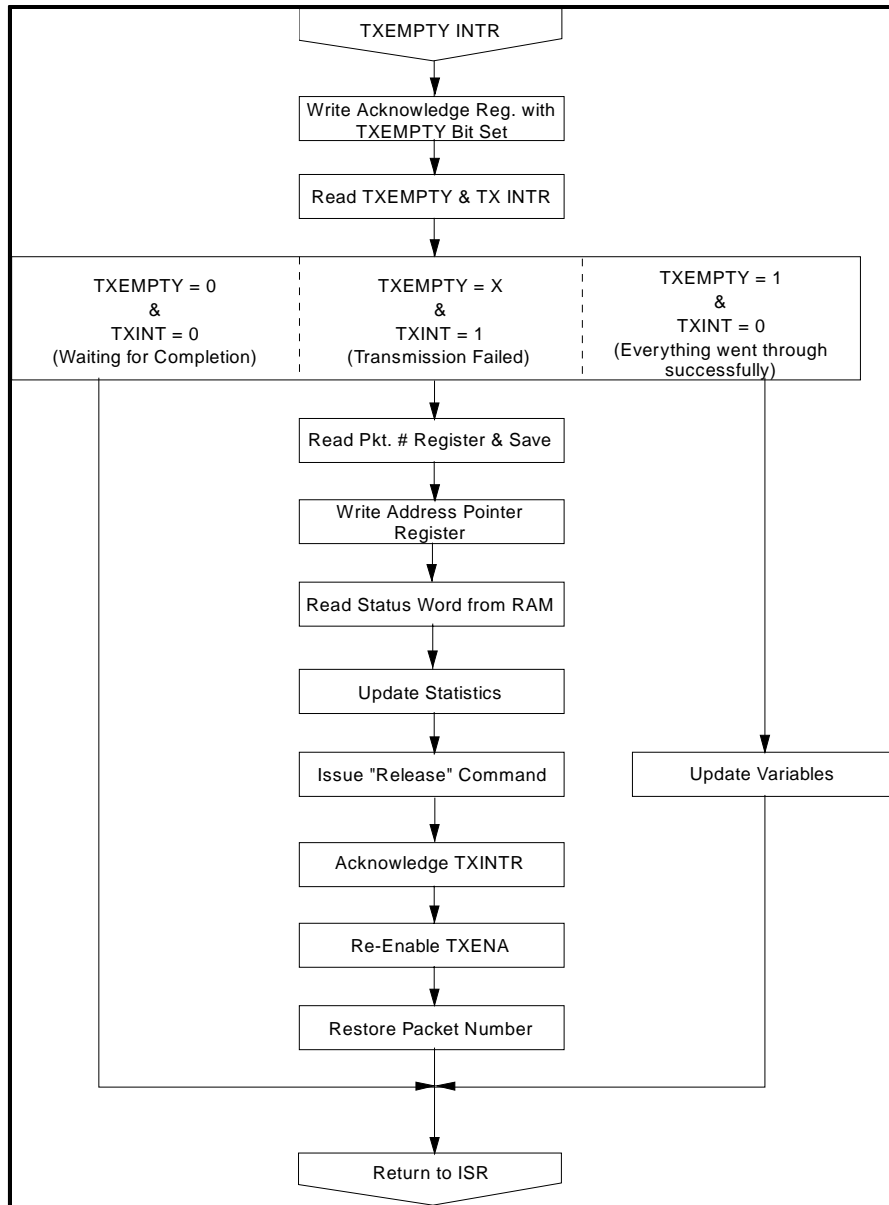 TXEMPTY INTR
Write Acknowledge Reg. with
TXEMPTY Bit Set
Read TXEMPTY & TX INTR
TXEMPTY = 0
&
TXINT = 0
(Waiting for Completion)
TXEMPTY = X
&
TXINT = 1
(Transmission Failed)
TXEMPTY = 1
&
TXINT = 0
(Everything went through
successfully)
Read Pkt. # Register & Save
Write Address Pointer
Register
Read Status Word from RAM
Update Statistics
Issue "Release" Command
Update Variables
Acknowledge TXINTR
Re-Enable TXENA
Restore Packet Number
Return to ISR